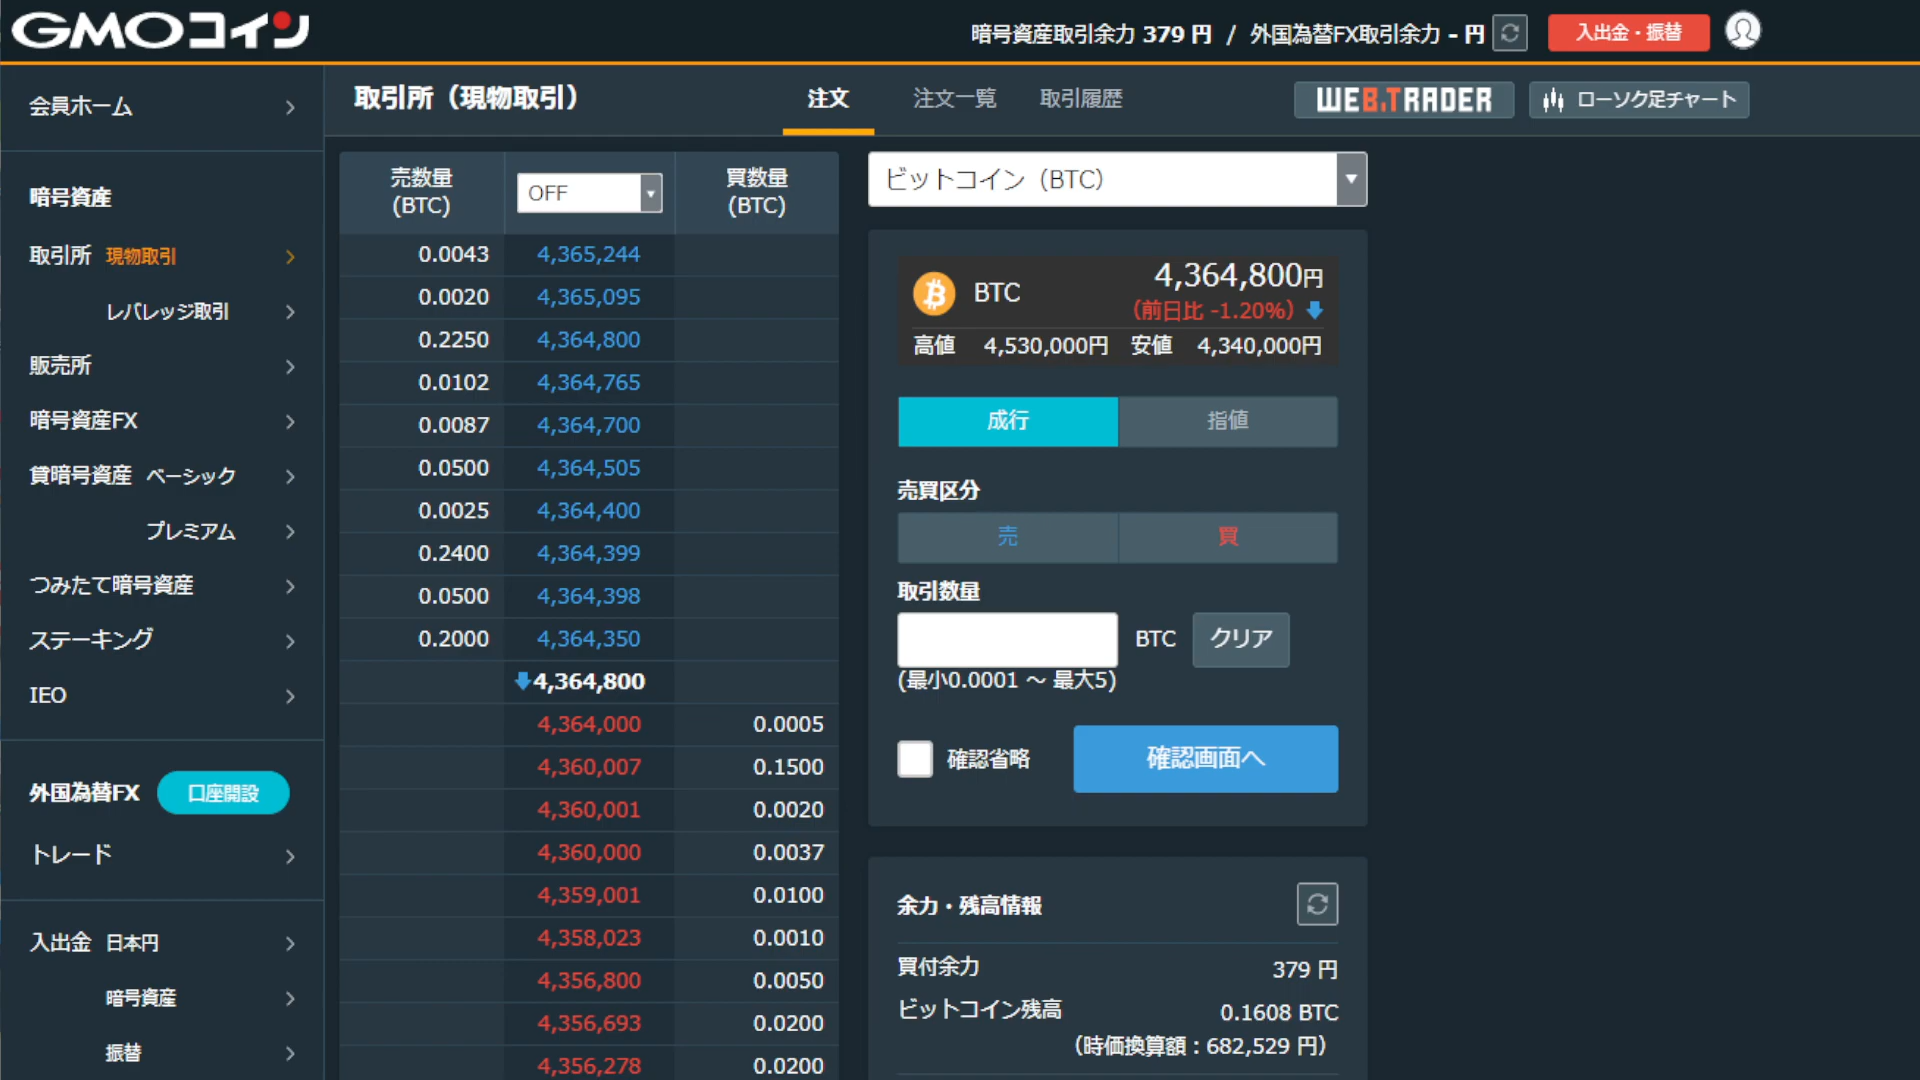 GMOコイン
暗号資産取引余力 379 円 / 外国為替FX取引余力 - 円
入出金・振替
会員ホーム
暗号資産
取引所 現物取引
レバレッジ取引
販売所
暗号資産FX
貸暗号資産 ベーシック
プレミアム
つみたて暗号資産
ステーキング
IEO
外国為替FX 口座開設
トレード
入出金 日本円
暗号資産
振替
取引所（現物取引）
注文
注文一覧
取引履歴
WEB.TRADER
ローソク足チャート
売数量
(BTC)
OFF
買数量
(BTC)
0.0043 4,365,244
0.0020 4,365,095
0.2250 4,364,800
0.0102 4,364,765
0.0087 4,364,700
0.0500 4,364,505
0.0025 4,364,400
0.2400 4,364,399
0.0500 4,364,398
0.2000 4,364,350
4,364,800
4,364,000 0.0005
4,360,007 0.1500
4,360,001 0.0020
4,360,000 0.0037
4,359,001 0.0100
4,358,023 0.0010
4,356,800 0.0050
4,356,693 0.0200
4,356,278 0.0200
ビットコイン（BTC）
BTC 4,364,800円
（前日比 -1.20%）
高値 4,530,000円 安値 4,340,000円
成行 指値
売買区分
売 買
取引数量
BTC クリア
(最小0.0001 ～ 最大5)
確認省略 確認画面へ
余力・残高情報
買付余力 379 円
ビットコイン残高 0.1608 BTC
（時価換算額：682,529 円）